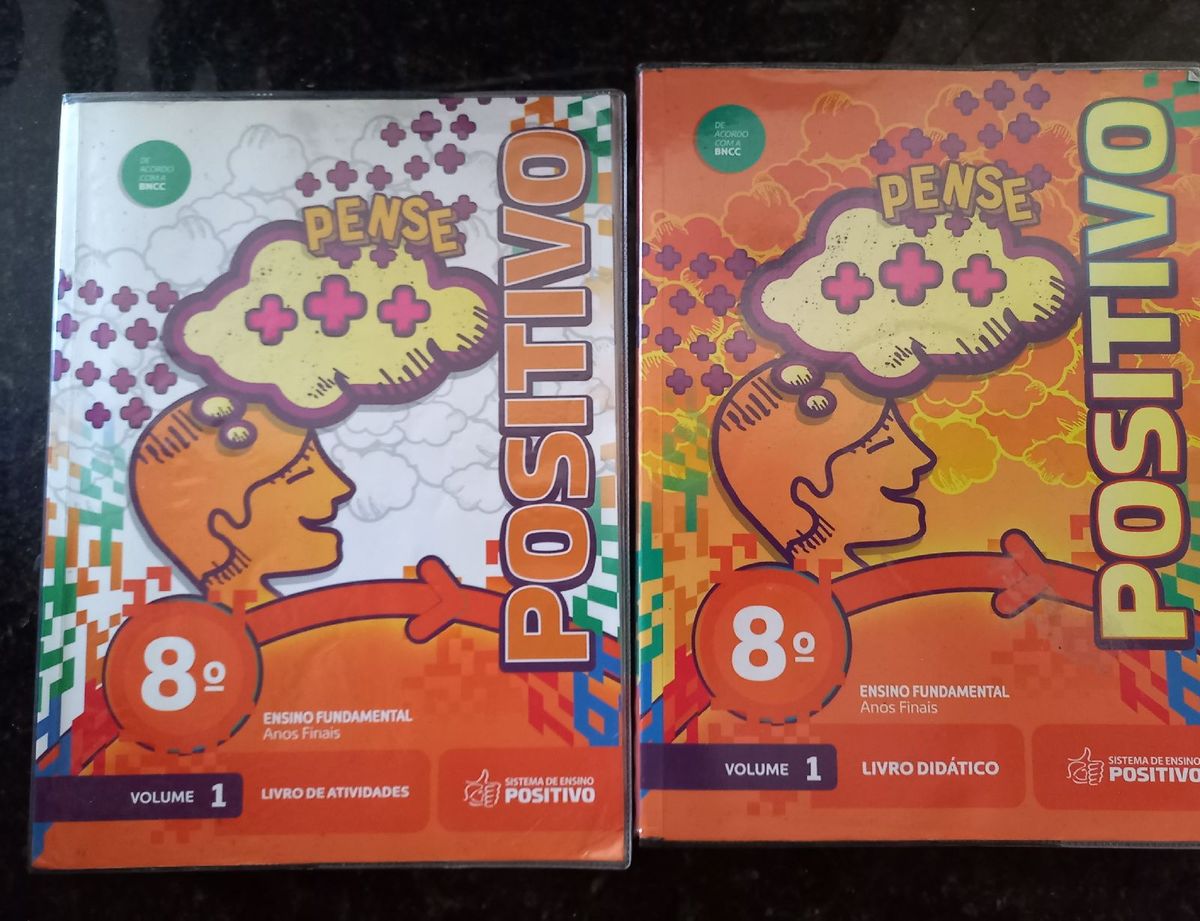 DE
ACORDO
COM A
BNCC
PENSE
POSITIVO
8º
ENSINO FUNDAMENTAL
Anos Finais
VOLUME 1
LIVRO DE ATIVIDADES
SISTEMA DE ENSINO
POSITIVO
DE
ACORDO
COM A
BNCC
PENSE
POSITIVO
8º
ENSINO FUNDAMENTAL
Anos Finais
VOLUME 1
LIVRO DIDÁTICO
SISTEMA DE ENSINO
POSITIVO